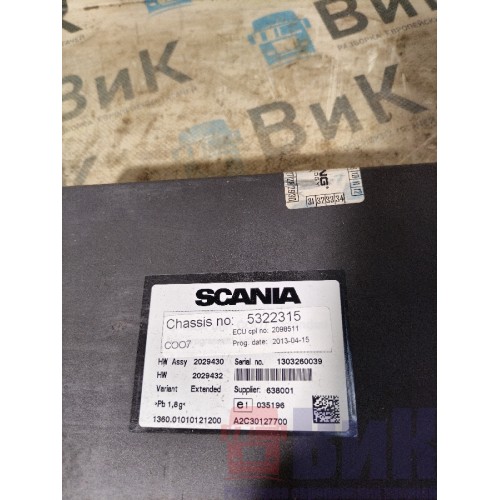 ВиК
ВиК
SCANIA
Chassis no: 5322315
ECU cpl no: 2098511
COO7 Prog. date: 2013-04-15
HW Assy 2029430 Serial no. 1303260039
HW 2029432
Variant Extended Supplier: 638001
>Pb 1,8g< e1 035196
1360.01010121200 A2C30127700
ВиК